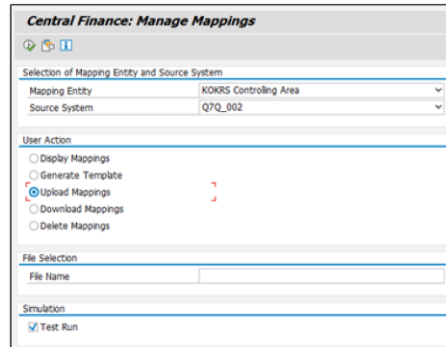 Central Finance: Manage Mappings
Selection of Mapping Entity and Source System
Mapping Entity KOKRS Controlling Area
Source System Q7Q_002
User Action
Display Mappings
Generate Template
Upload Mappings
Download Mappings
Delete Mappings
File Selection
File Name
Simulation
Test Run